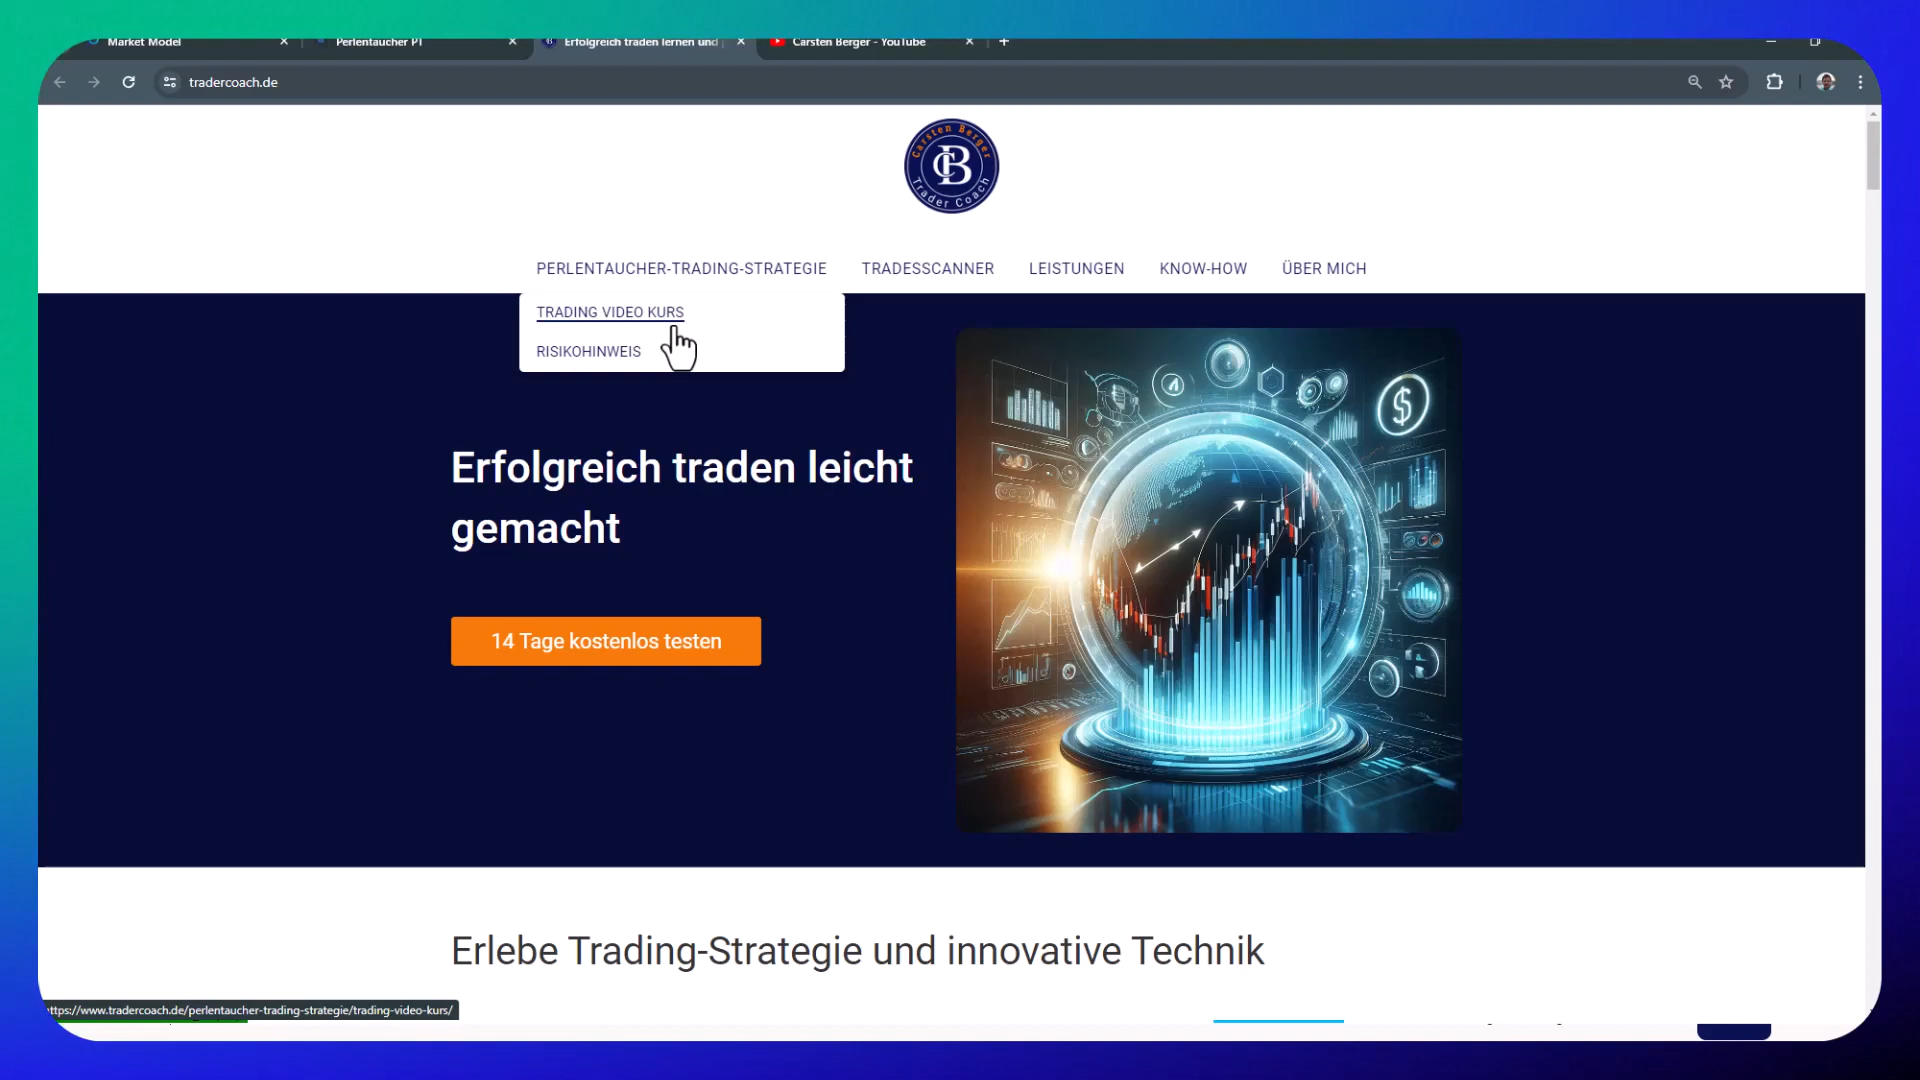 Market Model
Perlentaucher P1
Erfolgreich traden lernen und
Carsten Berger - YouTube
tradercoach.de
Carsten Berger
CB
Trader Coach
PERLENTAUCHER-TRADING-STRATEGIE
TRADESSCANNER
LEISTUNGEN
KNOW-HOW
ÜBER MICH
TRADING VIDEO KURS
RISIKOHINWEIS
Erfolgreich traden leicht
gemacht
14 Tage kostenlos testen
$
Erlebe Trading-Strategie und innovative Technik
ttps://www.tradercoach.de/perlentaucher-trading-strategie/trading-video-kurs/